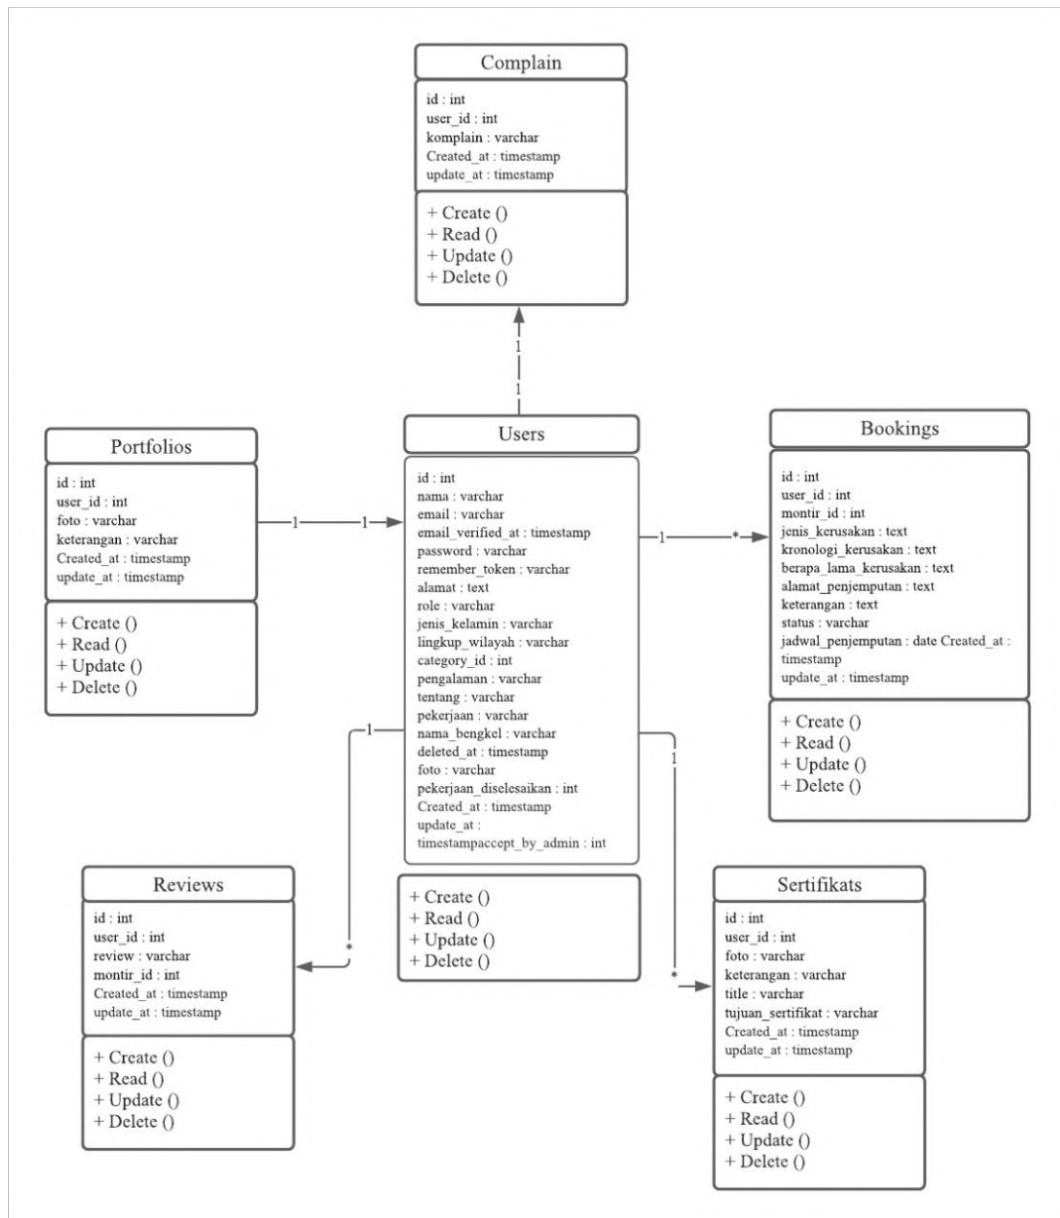 Complain
id : int
user_id : int
komplain : varchar
Created_at : timestamp
update_at : timestamp
+ Create ()
+ Read ()
+ Update ()
+ Delete ()
1
1
Portfolios
id : int
user_id : int
foto : varchar
keterangan : varchar
Created_at : timestamp
update_at : timestamp
+ Create ()
+ Read ()
+ Update ()
+ Delete ()
1
1
Users
id : int
nama : varchar
email : varchar
email_verified_at : timestamp
password : varchar
remember_token : varchar
alamat : text
role : varchar
jenis_kelamin : varchar
lingkup_wilayah : varchar
category_id : int
pengalaman : varchar
tentang : varchar
pekerjaan : varchar
nama_bengkel : varchar
deleted_at : timestamp
foto : varchar
pekerjaan_diselesaikan : int
Created_at : timestamp
update_at :
timestampaccept_by_admin : int
+ Create ()
+ Read ()
+ Update ()
+ Delete ()
1
*
Bookings
id : int
user_id : int
montir_id : int
jenis_kerusakan : text
kronologi_kerusakan : text
berapa_lama_kerusakan : text
alamat_penjemputan : text
keterangan : text
status : varchar
jadwal_penjemputan : date Created_at :
timestamp
update_at : timestamp
+ Create ()
+ Read ()
+ Update ()
+ Delete ()
1
*
Reviews
id : int
user_id : int
review : varchar
montir_id : int
Created_at : timestamp
update_at : timestamp
+ Create ()
+ Read ()
+ Update ()
+ Delete ()
1
*
Sertifikats
id : int
user_id : int
foto : varchar
keterangan : varchar
title : varchar
tujuan_sertifikat : varchar
Created_at : timestamp
update_at : timestamp
+ Create ()
+ Read ()
+ Update ()
+ Delete ()